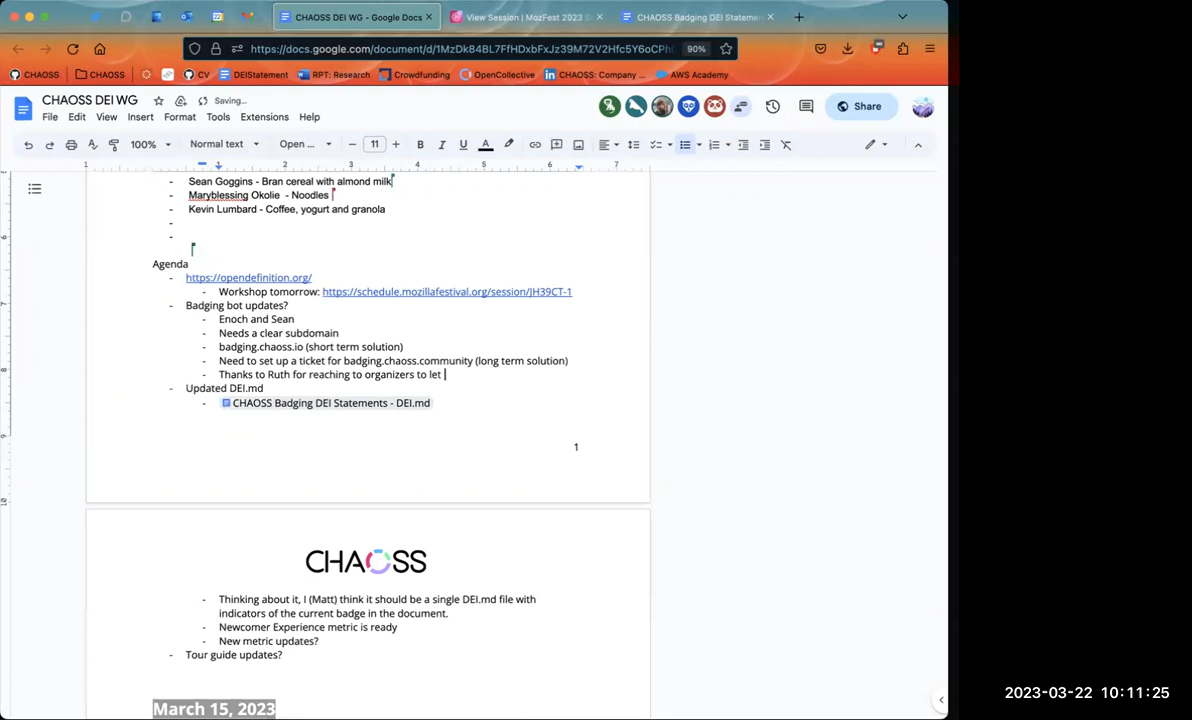 CHAOSS DEI WG - Google Docs
View Session | MozFest 2023 S
CHAOSS Badging DEI Statemen
https://docs.google.com/document/d/1MzDk84BL7FfHDxbFxJz39M72V2Hfc5Y6oCPh
90%
CHAOSS
CHAOSS
CV
DEIStatement
RPT: Research
Crowdfunding
OpenCollective
CHAOSS: Company ...
AWS Academy
CHAOSS DEI WG
Saving...
Share
File Edit View Insert Format Tools Extensions Help
100% Normal text Open ... 11
1 1 2 3 4 5 6 7
- Sean Goggins - Bran cereal with almond milk
- Maryblessing Okolie - Noodles
- Kevin Lumbard - Coffee, yogurt and granola
-
-
Agenda
- https://opendefinition.org/
- Workshop tomorrow: https://schedule.mozillafestival.org/session/JH39CT-1
- Badging bot updates?
- Enoch and Sean
- Needs a clear subdomain
- badging.chaoss.io (short term solution)
- Need to set up a ticket for badging.chaoss.community (long term solution)
- Thanks to Ruth for reaching to organizers to let
- Updated DEI.md
- CHAOSS Badging DEI Statements - DEI.md
1
CHAOSS
- Thinking about it, I (Matt) think it should be a single DEI.md file with
indicators of the current badge in the document.
- Newcomer Experience metric is ready
- New metric updates?
- Tour guide updates?
March 15, 2023
2023-03-22 10:11:25